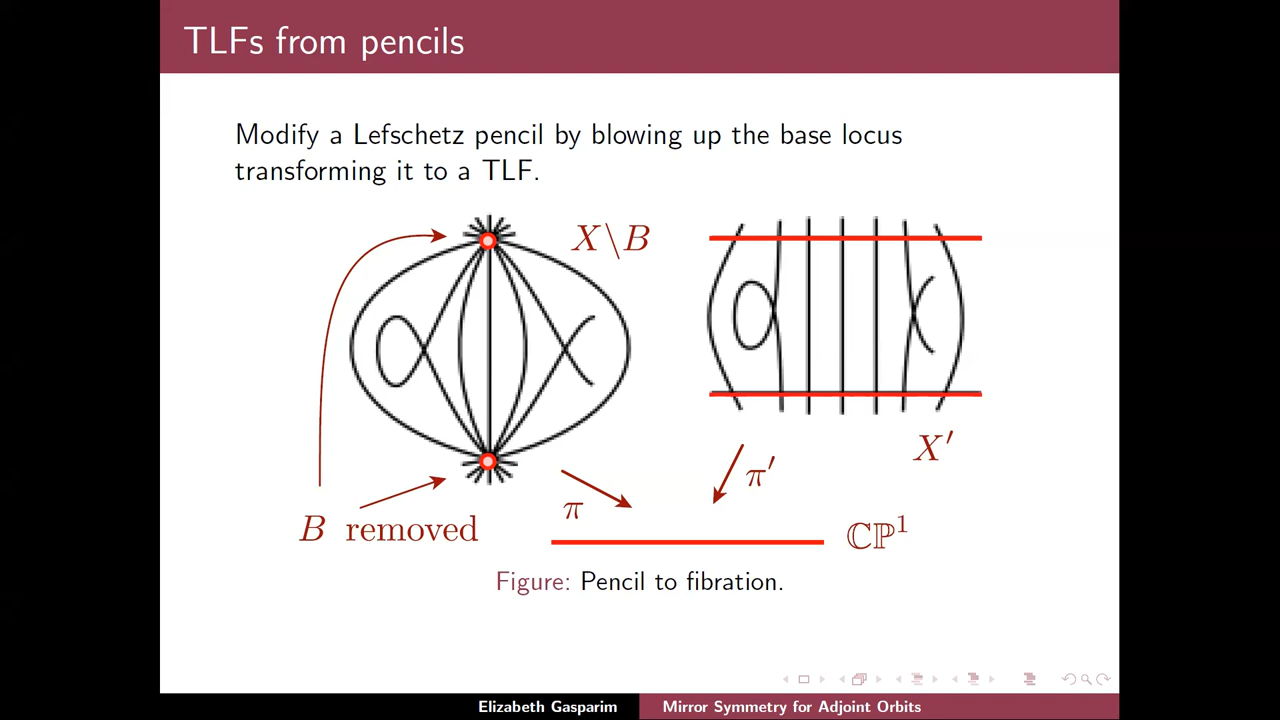 TLFs from pencils
Modify a Lefschetz pencil by blowing up the base locus
transforming it to a TLF.
X\B
B removed
π
π′
X′
ℂℙ¹
Figure: Pencil to fibration.
Elizabeth Gasparim
Mirror Symmetry for Adjoint Orbits